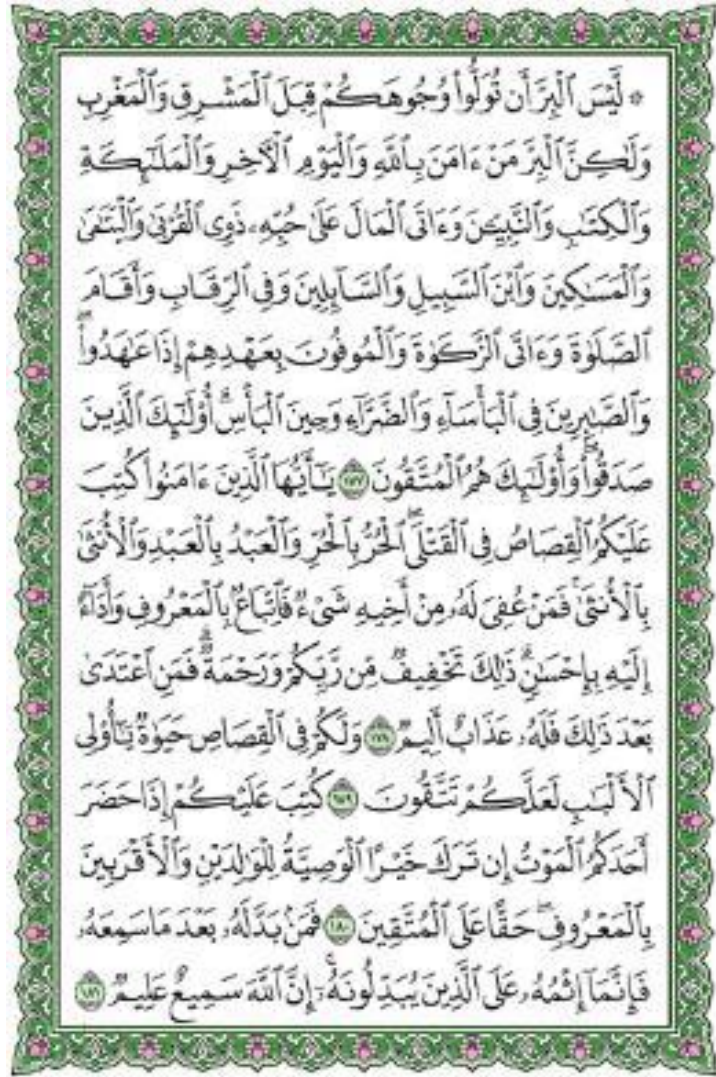 ۞ لَّيْسَ ٱلْبِرَّ أَن تُوَلُّوا۟ وُجُوهَكُمْ قِبَلَ ٱلْمَشْرِقِ وَٱلْمَغْرِبِ
وَلَـٰكِنَّ ٱلْبِرَّ مَنْ ءَامَنَ بِٱللَّهِ وَٱلْيَوْمِ ٱلْـَٔاخِرِ وَٱلْمَلَـٰٓئِكَةِ
وَٱلْكِتَـٰبِ وَٱلنَّبِيِّـۧنَ وَءَاتَى ٱلْمَالَ عَلَىٰ حُبِّهِۦ ذَوِى ٱلْقُرْبَىٰ وَٱلْيَتَـٰمَىٰ
وَٱلْمَسَـٰكِينَ وَٱبْنَ ٱلسَّبِيلِ وَٱلسَّآئِلِينَ وَفِى ٱلرِّقَابِ وَأَقَامَ
ٱلصَّلَوٰةَ وَءَاتَى ٱلزَّكَوٰةَ وَٱلْمُوفُونَ بِعَهْدِهِمْ إِذَا عَـٰهَدُوا۟ ۖ
وَٱلصَّـٰبِرِينَ فِى ٱلْبَأْسَآءِ وَٱلضَّرَّآءِ وَحِينَ ٱلْبَأْسِ ۗ أُو۟لَـٰٓئِكَ ٱلَّذِينَ
صَدَقُوا۟ ۖ وَأُو۟لَـٰٓئِكَ هُمُ ٱلْمُتَّقُونَ ١٧٧ يَـٰٓأَيُّهَا ٱلَّذِينَ ءَامَنُوا۟ كُتِبَ
عَلَيْكُمُ ٱلْقِصَاصُ فِى ٱلْقَتْلَى ۖ ٱلْحُرُّ بِٱلْحُرِّ وَٱلْعَبْدُ بِٱلْعَبْدِ وَٱلْأُنثَىٰ
بِٱلْأُنثَىٰ ۚ فَمَنْ عُفِىَ لَهُۥ مِنْ أَخِيهِ شَىْءٌ فَٱتِّبَاعٌۢ بِٱلْمَعْرُوفِ وَأَدَآءٌ
إِلَيْهِ بِإِحْسَـٰنٍ ۗ ذَٰلِكَ تَخْفِيفٌ مِّن رَّبِّكُمْ وَرَحْمَةٌ ۗ فَمَنِ ٱعْتَدَىٰ
بَعْدَ ذَٰلِكَ فَلَهُۥ عَذَابٌ أَلِيمٌ ١٧٨ وَلَكُمْ فِى ٱلْقِصَاصِ حَيَوٰةٌ يَـٰٓأُو۟لِى
ٱلْأَلْبَـٰبِ لَعَلَّكُمْ تَتَّقُونَ ١٧٩ كُتِبَ عَلَيْكُمْ إِذَا حَضَرَ
أَحَدَكُمُ ٱلْمَوْتُ إِن تَرَكَ خَيْرًا ٱلْوَصِيَّةُ لِلْوَٰلِدَيْنِ وَٱلْأَقْرَبِينَ
بِٱلْمَعْرُوفِ ۖ حَقًّا عَلَى ٱلْمُتَّقِينَ ١٨٠ فَمَنۢ بَدَّلَهُۥ بَعْدَ مَا سَمِعَهُۥ
فَإِنَّمَآ إِثْمُهُۥ عَلَى ٱلَّذِينَ يُبَدِّلُونَهُۥٓ ۚ إِنَّ ٱللَّهَ سَمِيعٌ عَلِيمٌ ١٨١